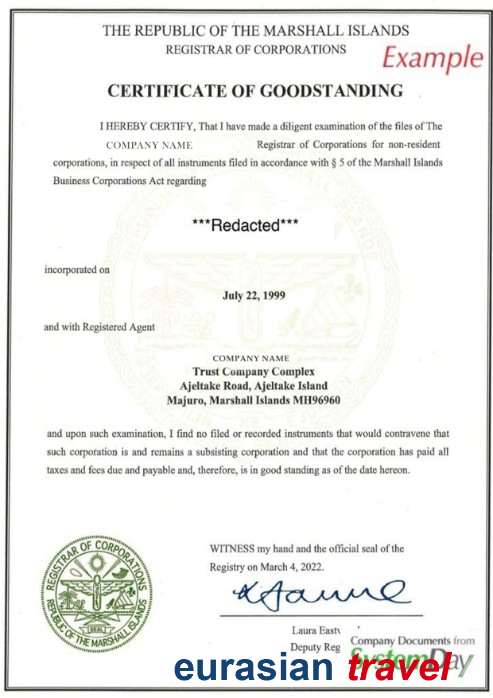 THE REPUBLIC OF THE MARSHALL ISLANDS
REGISTRAR OF CORPORATIONS
Example
CERTIFICATE OF GOODSTANDING
I HEREBY CERTIFY, That I have made a diligent examination of the files of The
COMPANY NAME Registrar of Corporations for non-resident
corporations, in respect of all instruments filed in accordance with § 5 of the Marshall Islands
Business Corporations Act regarding
***Redacted***
incorporated on
July 22, 1999
and with Registered Agent
COMPANY NAME
Trust Company Complex
Ajeltake Road, Ajeltake Island
Majuro, Marshall Islands MH96960
and upon such examination, I find no filed or recorded instruments that would contravene that
such corporation is and remains a subsisting corporation and that the corporation has paid all
taxes and fees due and payable and, therefore, is in good standing as of the date hereon.
REGISTRAR OF CORPORATIONS
SEAL
REPUBLIC OF THE MARSHALL ISLANDS
WITNESS my hand and the official seal of the
Registry on March 4, 2022.
Laura
Deputy Reg
Company Documents from
SystemDay
eurasian travel